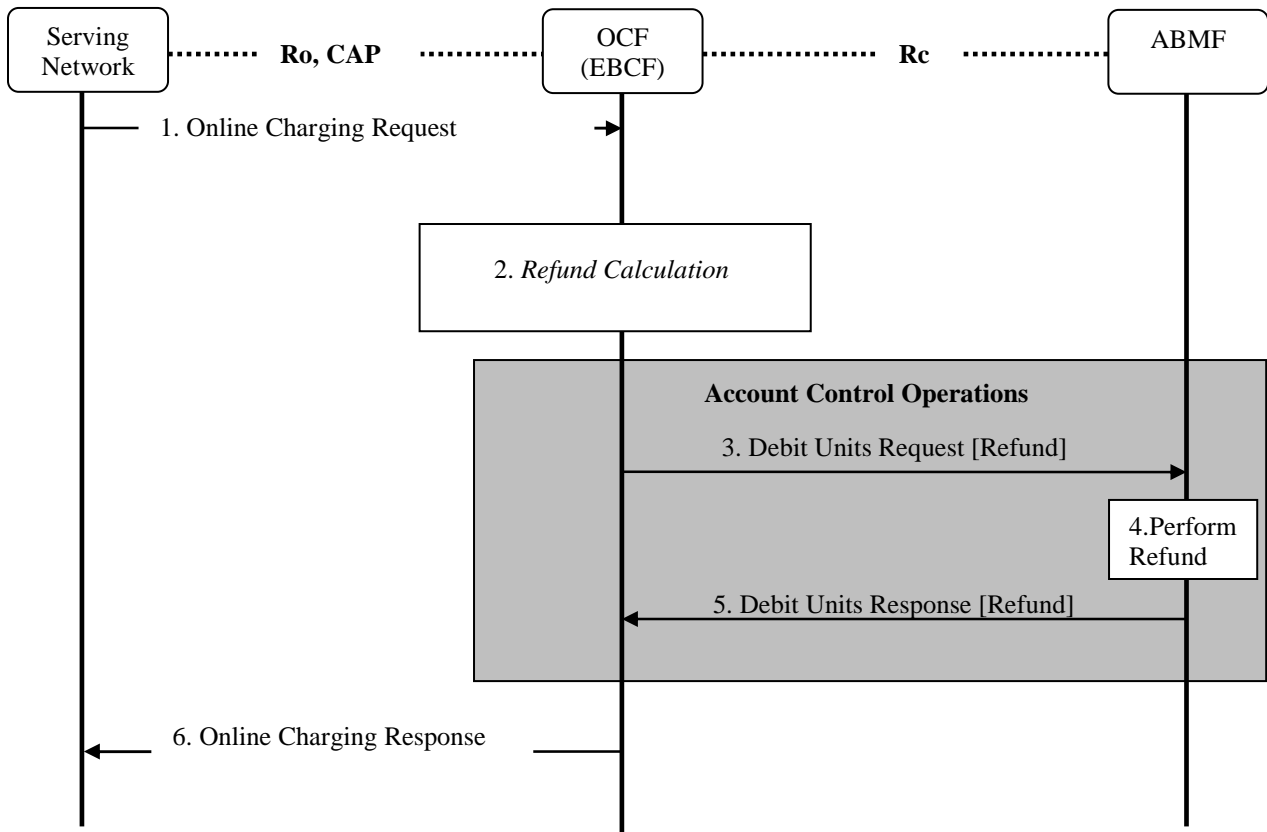 Serving
Network
Ro, CAP
OCF
(EBCF)
Rc
ABMF
1. Online Charging Request
2. Refund Calculation
Account Control Operations
3. Debit Units Request [Refund]
4.Perform
Refund
5. Debit Units Response [Refund]
6. Online Charging Response